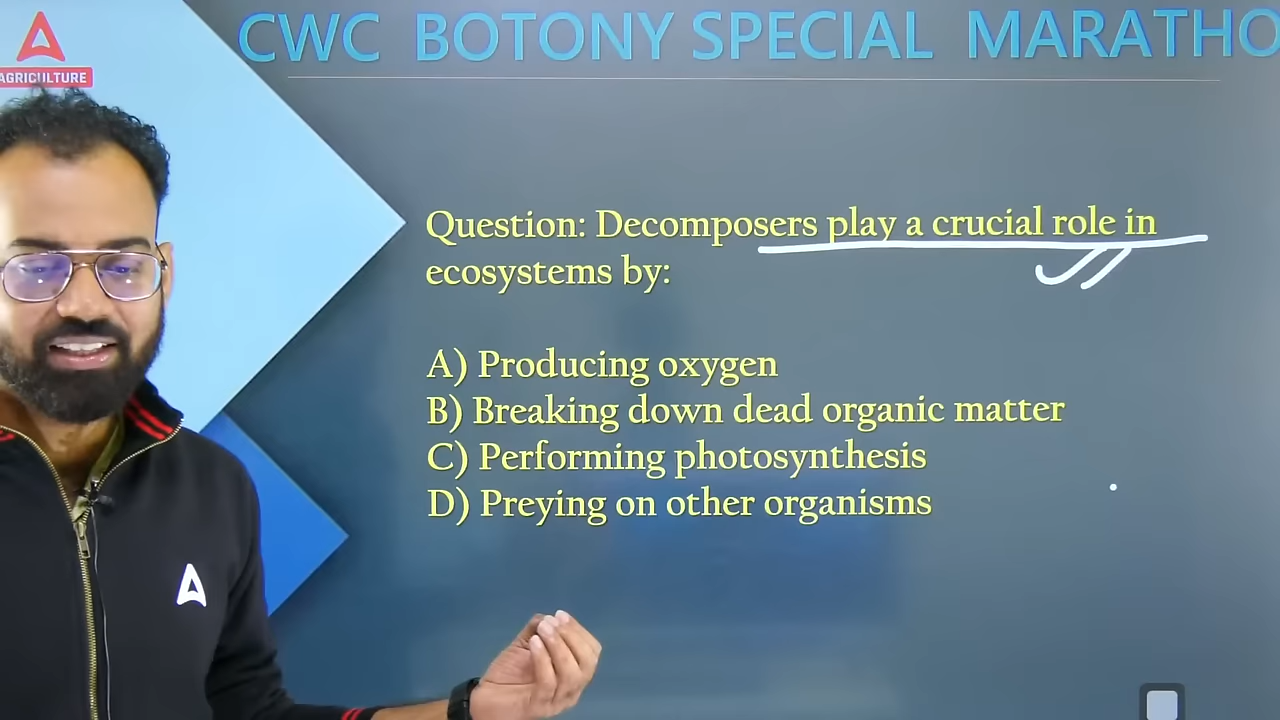 CWC BOTONY SPECIAL MARATHO
AGRICULTURE
Question: Decomposers play a crucial role in
ecosystems by:
A) Producing oxygen
B) Breaking down dead organic matter
C) Performing photosynthesis
D) Preying on other organisms